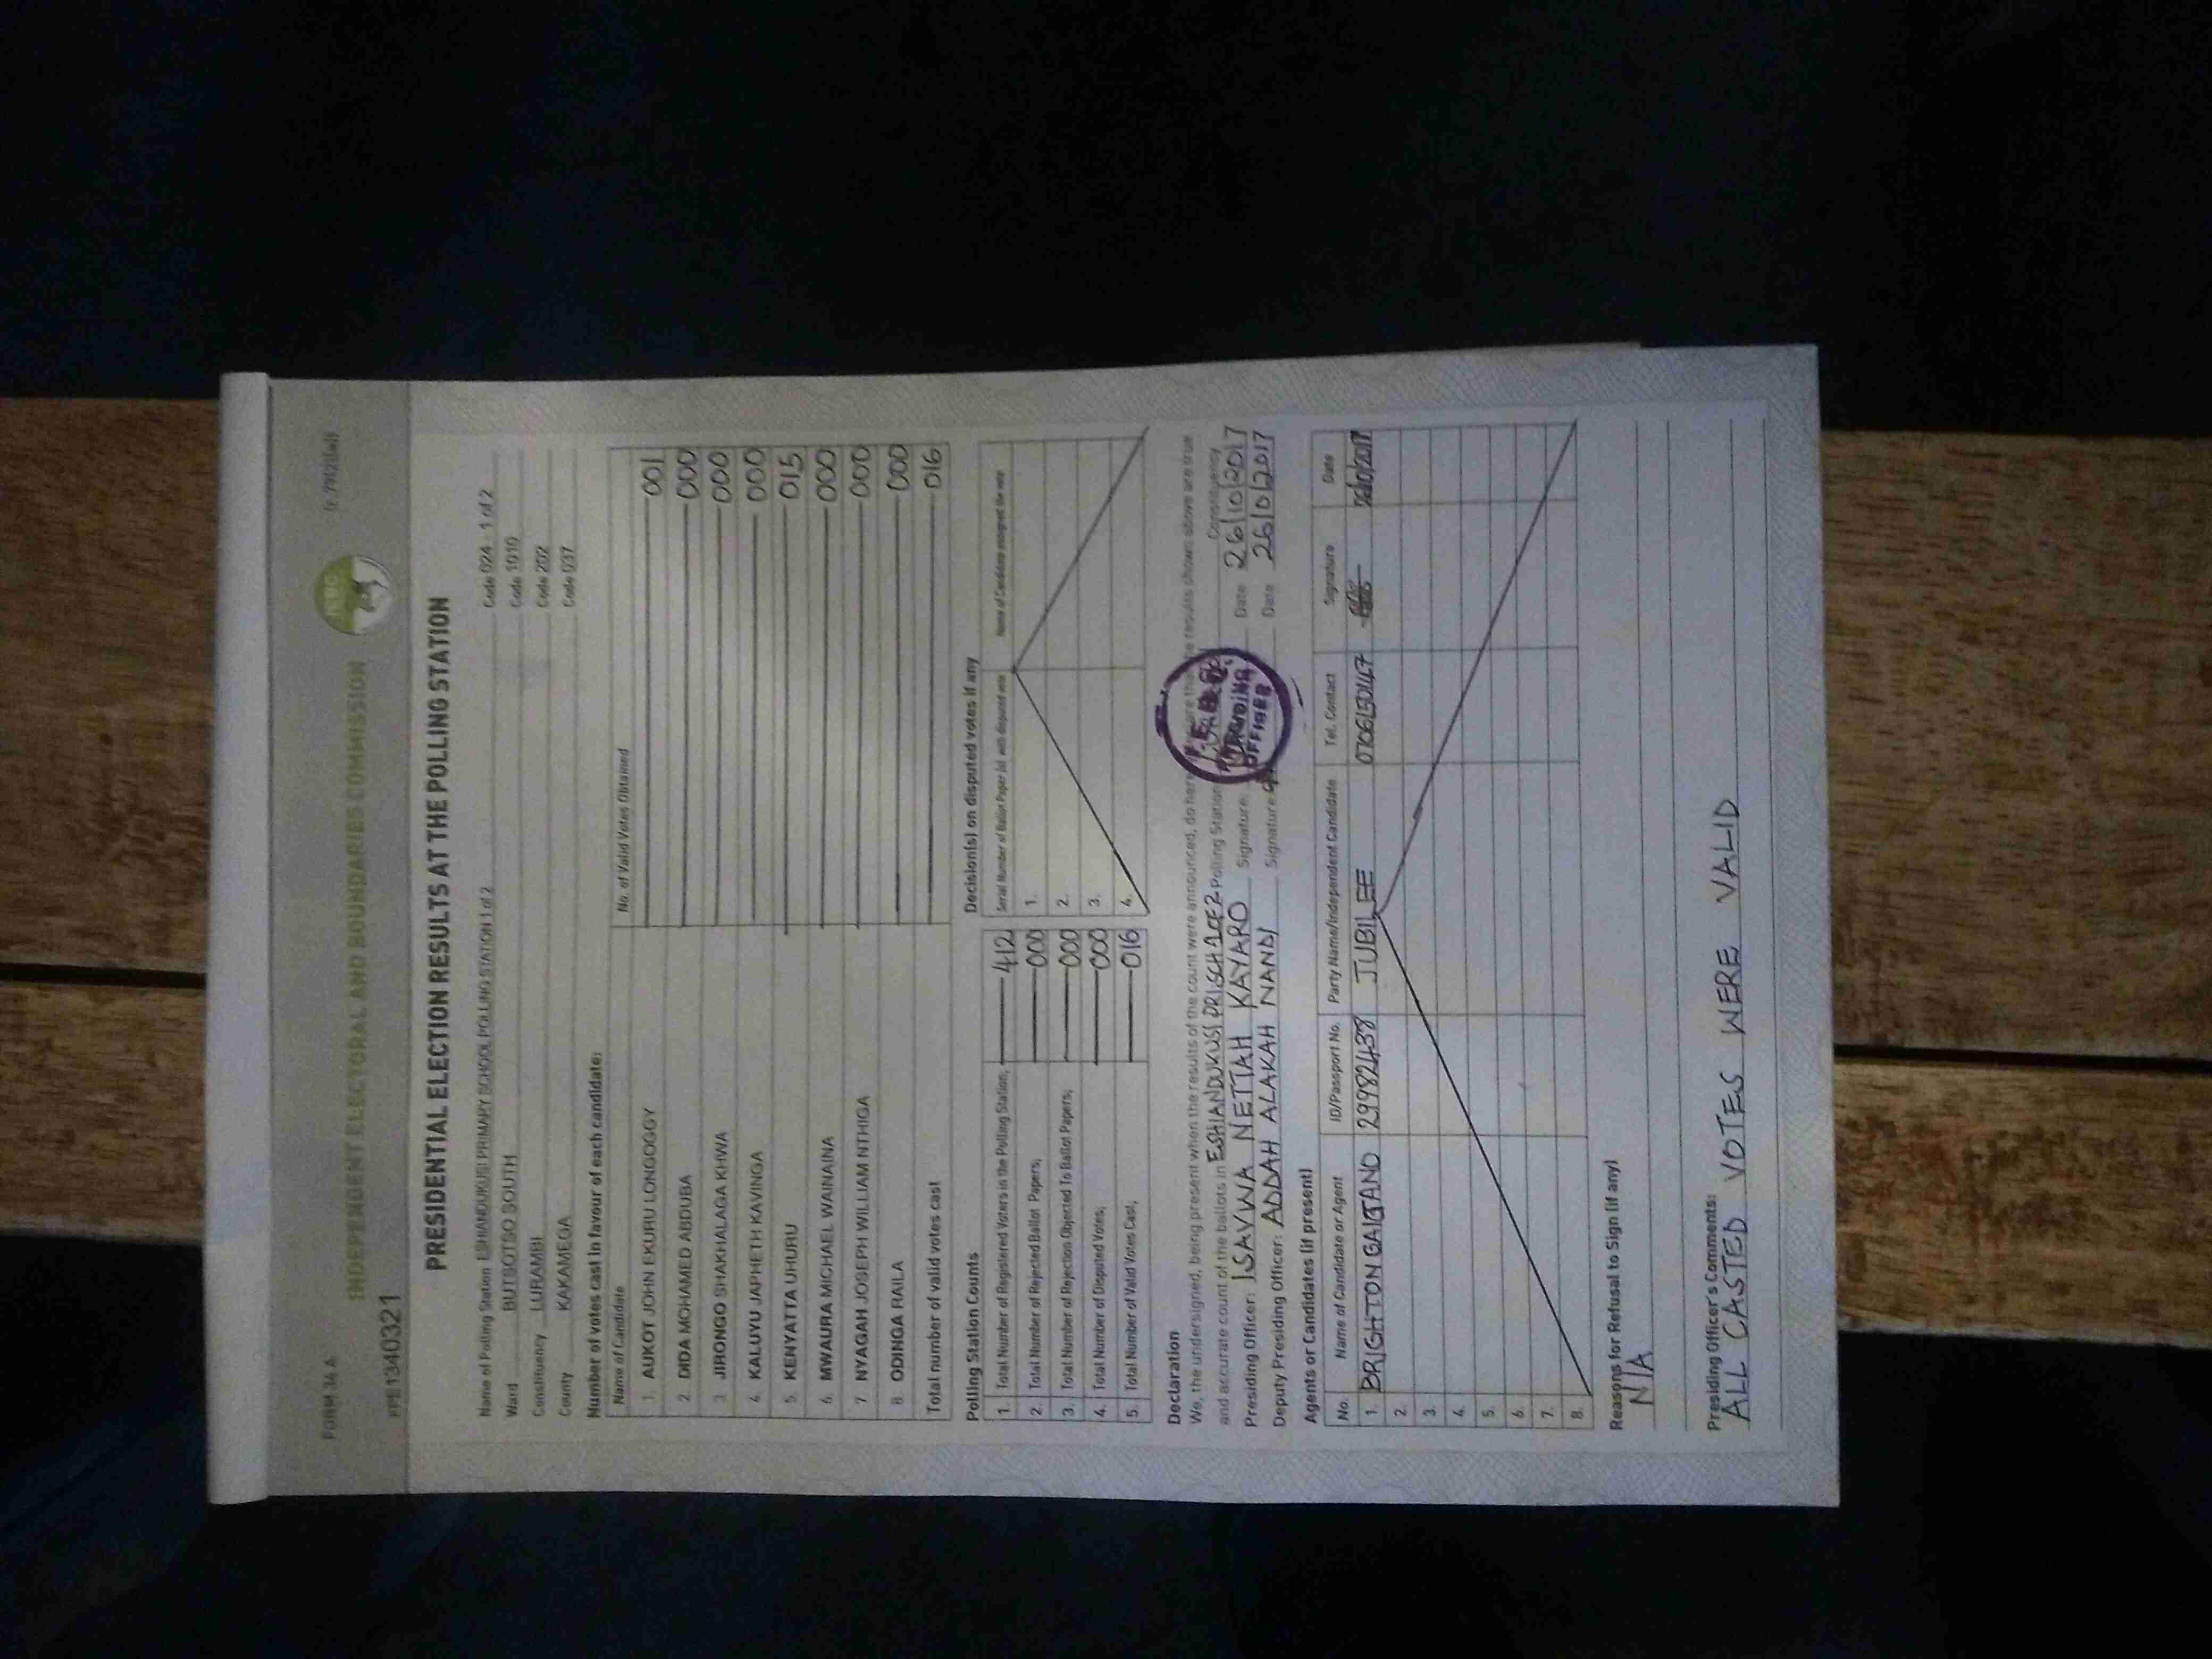 FORM 34 A
INDEPENDENT ELECTORAL AND BOUNDARIES COMMISSION
IEBC
PRE1340321
PRESIDENTIAL ELECTION RESULTS AT THE POLLING STATION
Name of Polling Station ESHIANDUKUSI PRIMARY SCHOOL POLLING STATION 1 of 2 Code 024 - 1 of 2
Ward BUTSOTSO SOUTH Code 1010
Constituency LURAMBI Code 202
County KAKAMEGA Code 037
Number of votes cast in favour of each candidate:
Name of Candidate No. of Valid Votes Obtained
1. AUKOT JOHN EKURU LONGOGGY 001
2. DIDA MOHAMED ABDUBA 000
3 JIRONGO SHAKHALAGA KHWA 000
4. KALUYU JAPHETH KAVINGA 000
5. KENYATTA UHURU 015
6. MWAURA MICHAEL WAINAINA 000
7 NYAGAH JOSEPH WILLIAM NTHIGA 000
8 ODINGA RAILA 000
Total number of valid votes cast 016
Polling Station Counts
1. Total Number of Registered Voters in the Polling Station; 412
2. Total Number of Rejected Ballot Papers; 000
3. Total Number of Rejection Objected To Ballot Papers; 000
4. Total Number of Disputed Votes; 000
5. Total Number of Valid Votes Cast; 016
Decision(s) on disputed votes if any
Serial Number of Ballot Paper (s) with disputed vote Name of Candidate assigned the vote
1.
2.
3.
4.
Declaration
We, the undersigned, being present when the results of the count were announced, do here that the results shown above are true
and accurate count of the ballots in ESHIANDUKUSI PRI SCH 1 OF 2 Polling Station Constituency
Presiding Officer: ISAVWA NETTAH KAYARO Signature: Date 26/10/2017
Deputy Presiding Officer: ADDAH ALAKAH NANDI Signature Date 26/10/2017
PRESIDING
OFFICER
Agents or Candidates (if present)
No. Name of Candidate or Agent ID/Passport No. Party Name/Independent Candidate Tel. Contact Signature Date
1. BRIGHTON GAIGTANO 29982438 JUBILEE
2.
3.
4.
5.
6.
7.
8.
Reasons for Refusal to Sign (if any)
N/A
Presiding Officer's Comments:
ALL CASTED VOTES WERE VALID